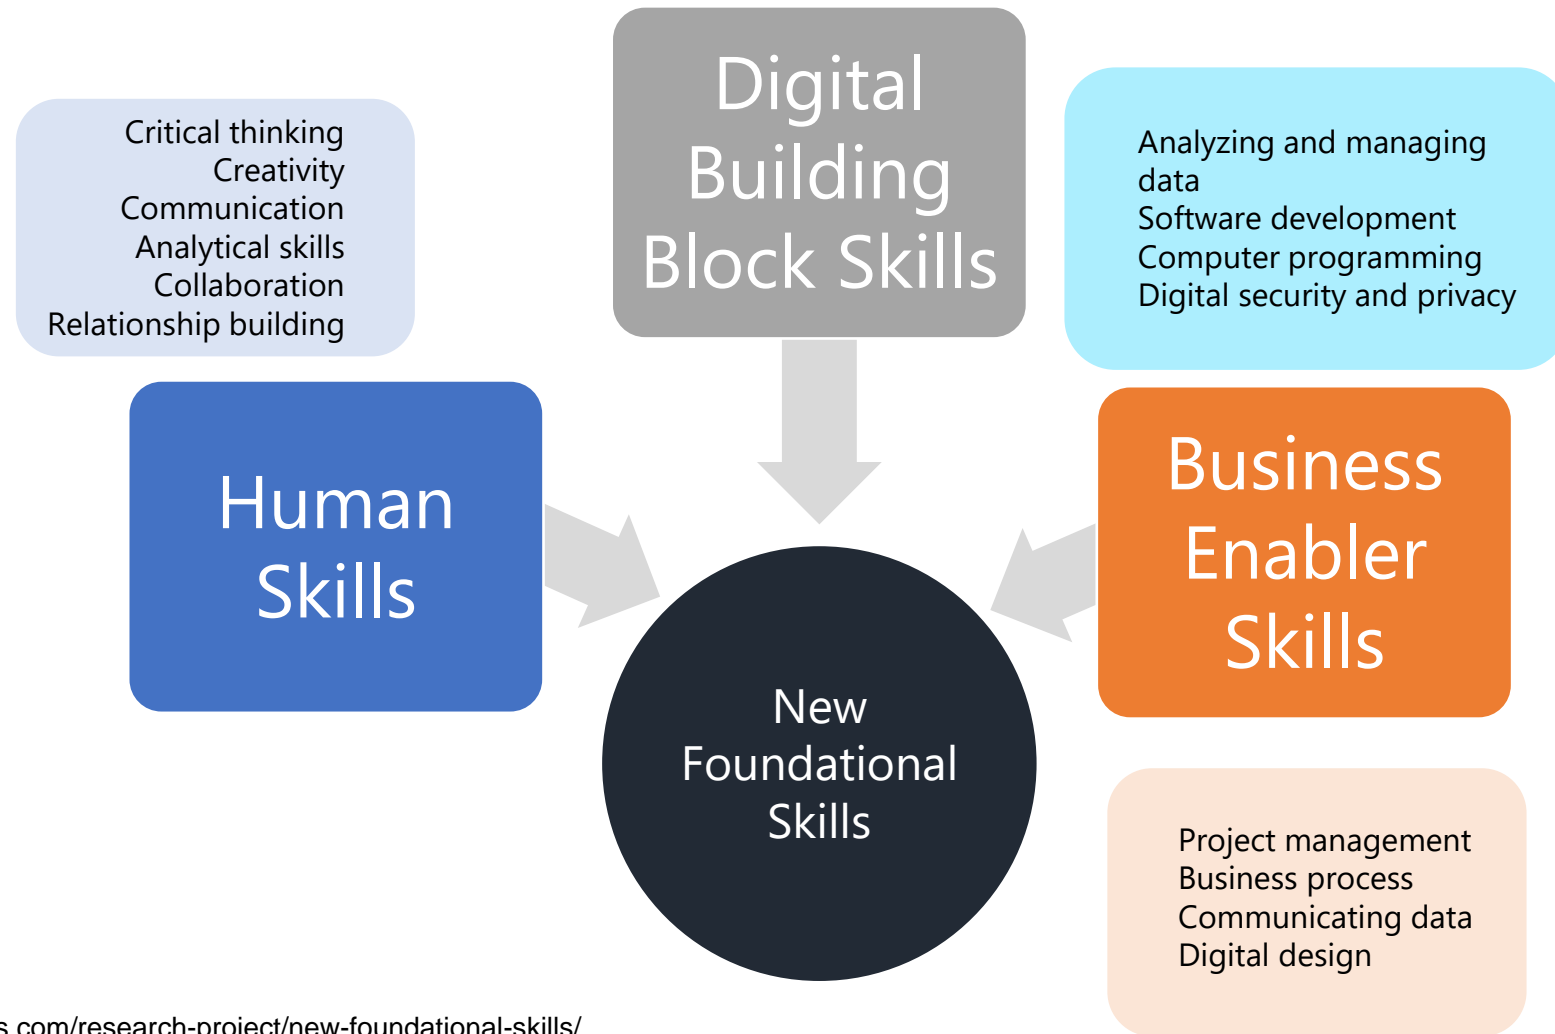 Critical thinking
Creativity
Communication
Analytical skills
Collaboration
Relationship building
Digital
Building
Block Skills
Analyzing and managing
data
Software development
Computer programming
Digital security and privacy
Human
Skills
Business
Enabler
Skills
New
Foundational
Skills
Project management
Business process
Communicating data
Digital design
s.com/research-project/new-foundational-skills/